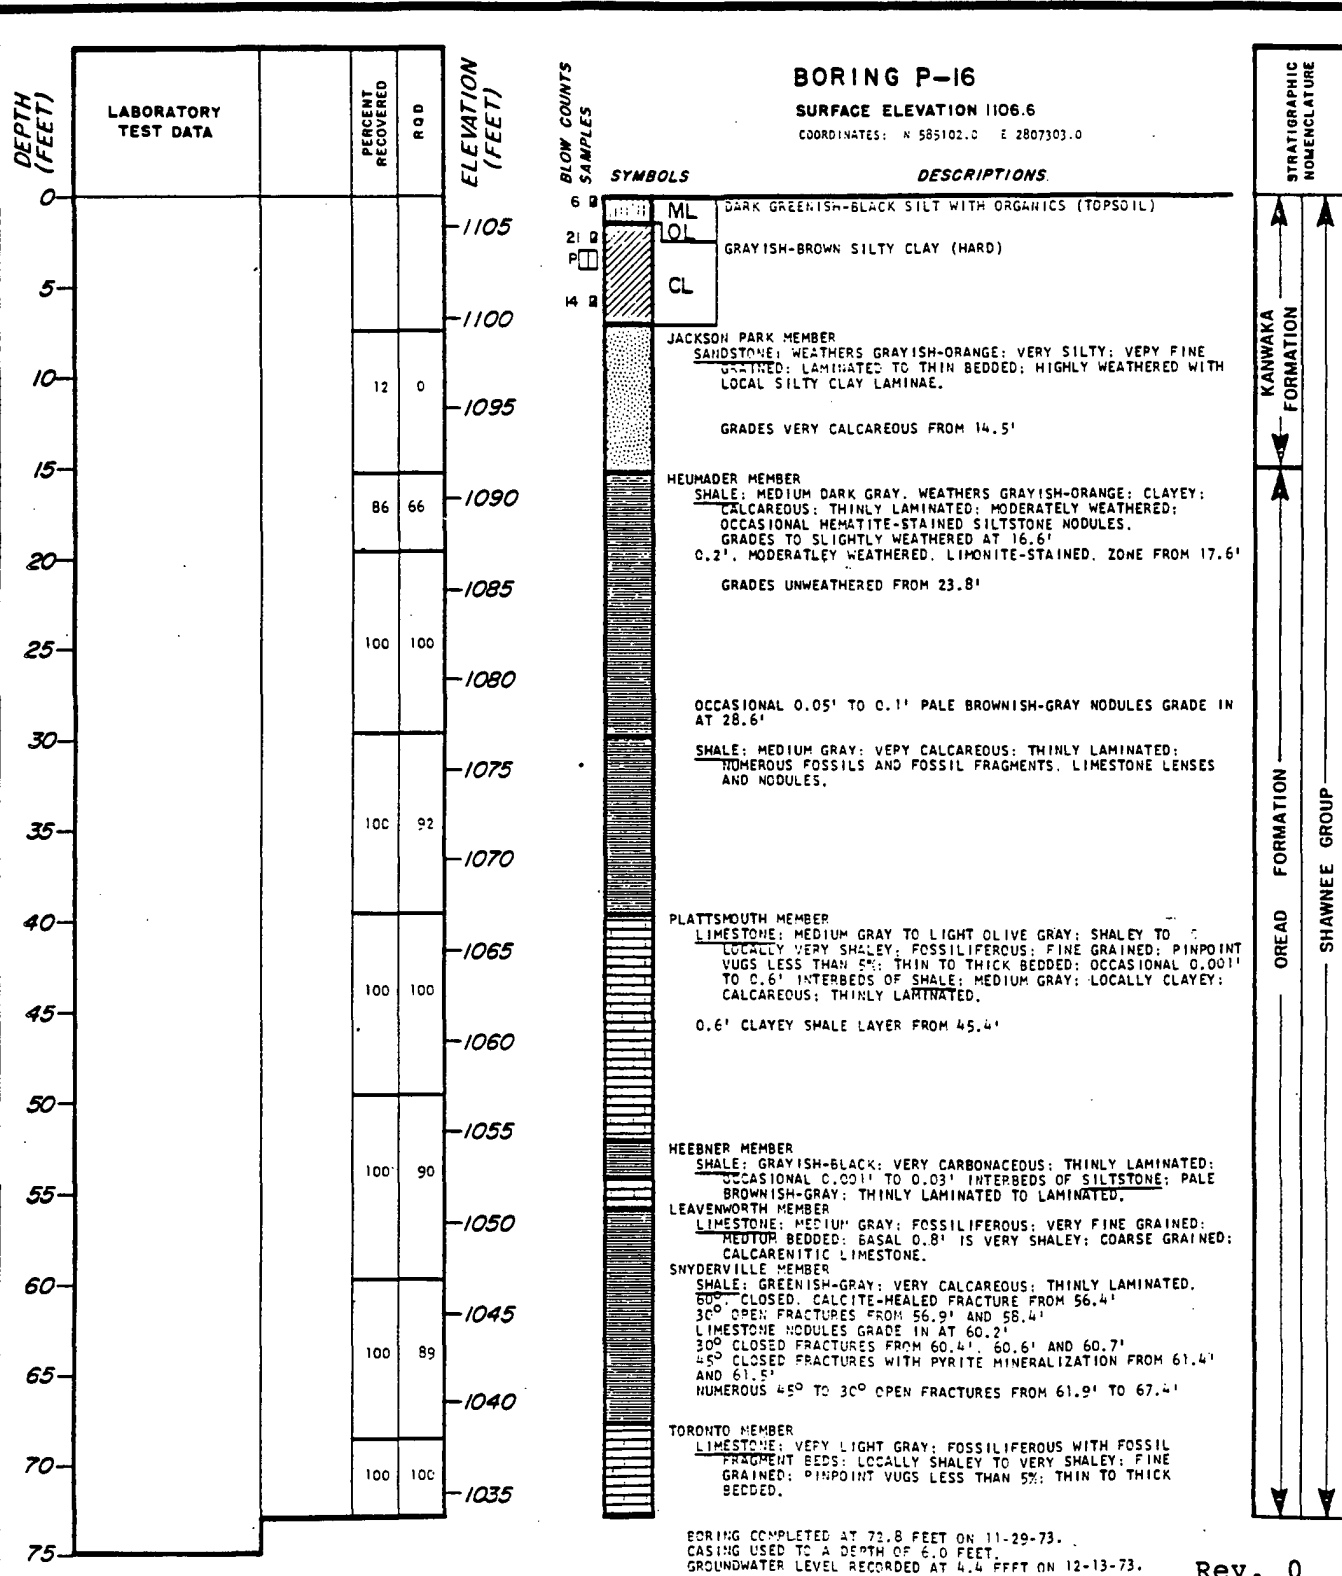 BORING P-16
SURFACE ELEVATION 1106.6
COORDINATES: N 585102.0 E 2807303.0
DEPTH (FEET)
LABORATORY TEST DATA
PERCENT RECOVERED
RQD
ELEVATION (FEET)
BLOW COUNTS
SAMPLES
SYMBOLS
DESCRIPTIONS
STRATIGRAPHIC NOMENCLATURE
0
5
10
15
20
25
30
35
40
45
50
55
60
65
70
75
12 0
86 66
100 100
100 92
100 100
100 90
100 89
100 100
1105
1100
1095
1090
1085
1080
1075
1070
1065
1060
1055
1050
1045
1040
1035
6
21
P
14
ML
OL
CL
DARK GREENISH-BLACK SILT WITH ORGANICS (TOPSOIL)
GRAYISH-BROWN SILTY CLAY (HARD)
JACKSON PARK MEMBER
SANDSTONE: WEATHERS GRAYISH-ORANGE: VERY SILTY: VERY FINE
GRAINED: LAMINATED TO THIN BEDDED: HIGHLY WEATHERED WITH
LOCAL SILTY CLAY LAMINAE.
GRADES VERY CALCAREOUS FROM 14.5'
HEUMADER MEMBER
SHALE: MEDIUM DARK GRAY. WEATHERS GRAYISH-ORANGE: CLAYEY:
CALCAREOUS: THINLY LAMINATED: MODERATELY WEATHERED:
OCCASIONAL HEMATITE-STAINED SILTSTONE NODULES.
GRADES TO SLIGHTLY WEATHERED AT 16.6'
0.2'. MODERATLEY WEATHERED. LIMONITE-STAINED. ZONE FROM 17.6'
GRADES UNWEATHERED FROM 23.8'
OCCASIONAL 0.05' TO 0.1' PALE BROWNISH-GRAY NODULES GRADE IN
AT 28.6'
SHALE: MEDIUM GRAY: VERY CALCAREOUS: THINLY LAMINATED:
NUMEROUS FOSSILS AND FOSSIL FRAGMENTS. LIMESTONE LENSES
AND NODULES.
PLATTSMOUTH MEMBER
LIMESTONE: MEDIUM GRAY TO LIGHT OLIVE GRAY: SHALEY TO
LOCALLY VERY SHALEY: FOSSILIFEROUS: FINE GRAINED: PINPOINT
VUGS LESS THAN 5%: THIN TO THICK BEDDED: OCCASIONAL 0.001'
TO 0.6' INTERBEDS OF SHALE: MEDIUM GRAY: LOCALLY CLAYEY:
CALCAREOUS: THINLY LAMINATED.
0.6' CLAYEY SHALE LAYER FROM 45.4'
HEEBNER MEMBER
SHALE: GRAYISH-BLACK: VERY CARBONACEOUS: THINLY LAMINATED:
OCCASIONAL 0.001' TO 0.03' INTERBEDS OF SILTSTONE: PALE
BROWNISH-GRAY: THINLY LAMINATED TO LAMINATED.
LEAVENWORTH MEMBER
LIMESTONE: MEDIUM GRAY: FOSSILIFEROUS: VERY FINE GRAINED:
MEDIUM BEDDED: BASAL 0.8' IS VERY SHALEY: COARSE GRAINED:
CALCARENITIC LIMESTONE.
SNYDERVILLE MEMBER
SHALE: GREENISH-GRAY: VERY CALCAREOUS: THINLY LAMINATED.
60°. CLOSED. CALCITE-HEALED FRACTURE FROM 56.4'
30° OPEN FRACTURES FROM 56.9' AND 58.4'
LIMESTONE NODULES GRADE IN AT 60.2'
30° CLOSED FRACTURES FROM 60.4'. 60.6' AND 60.7'
45° CLOSED FRACTURES WITH PYRITE MINERALIZATION FROM 61.4'
AND 61.5'
NUMEROUS 45° TO 30° OPEN FRACTURES FROM 61.9' TO 67.4'
TORONTO MEMBER
LIMESTONE: VERY LIGHT GRAY: FOSSILIFEROUS WITH FOSSIL
FRAGMENT BEDS: LOCALLY SHALEY TO VERY SHALEY: FINE
GRAINED: PINPOINT VUGS LESS THAN 5%: THIN TO THICK
BEDDED.
KANWAKA FORMATION
OREAD FORMATION
SHAWNEE GROUP
BORING COMPLETED AT 72.8 FEET ON 11-29-73.
CASING USED TO A DEPTH OF 6.0 FEET.
GROUNDWATER LEVEL RECORDED AT 4.4 FEET ON 12-13-73.
Rev. 0